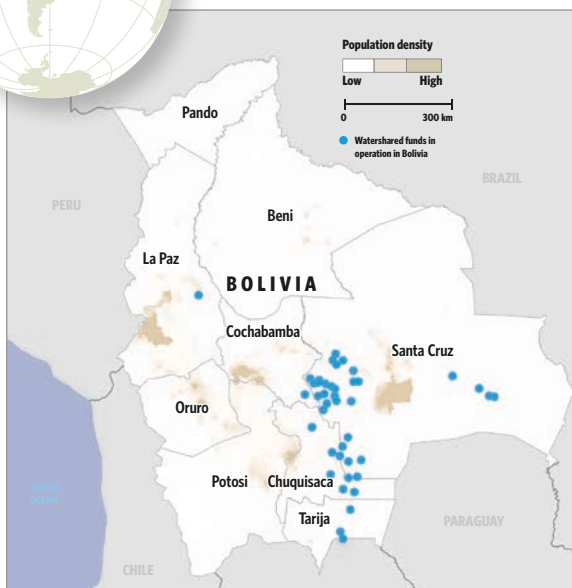 Population density
Low High
0 300 km
Watershared funds in
operation in Bolivia
Pando
BRAZIL
PERU
Beni
La Paz
BOLIVIA
Cochabamba
Santa Cruz
Oruro
Potosi
Chuquisaca
Tarija
PARAGUAY
CHILE